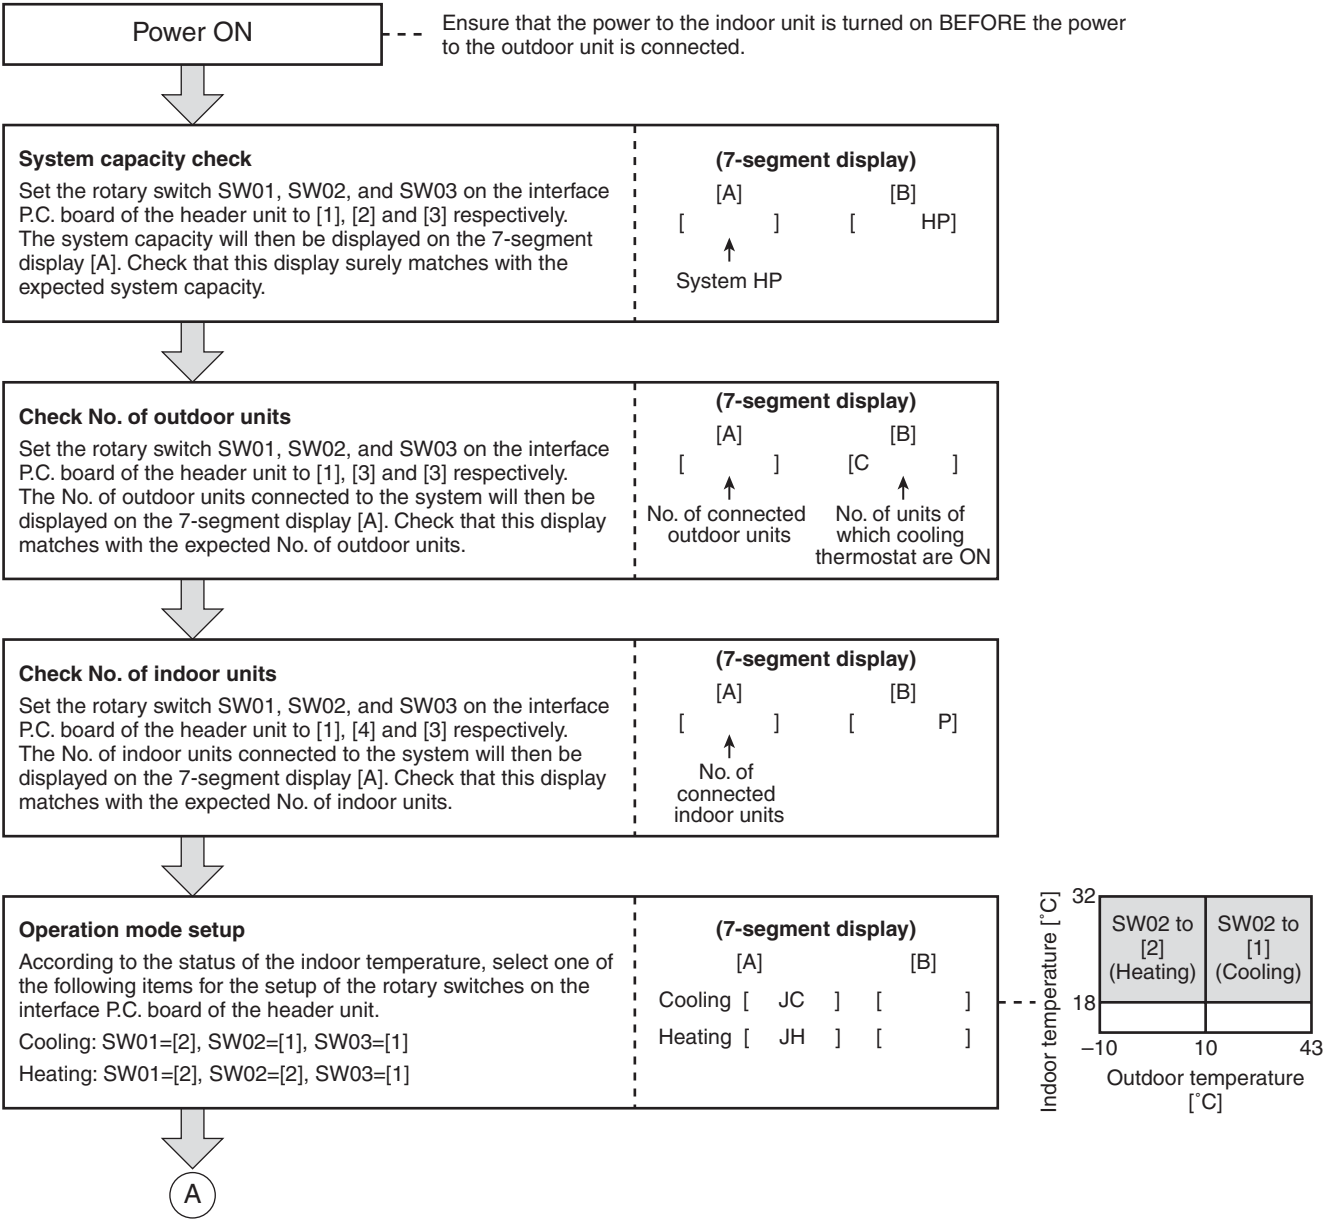 Power ON
Ensure that the power to the indoor unit is turned on BEFORE the power
to the outdoor unit is connected.
System capacity check
Set the rotary switch SW01, SW02, and SW03 on the interface
P.C. board of the header unit to [1], [2] and [3] respectively.
The system capacity will then be displayed on the 7-segment
display [A]. Check that this display surely matches with the
expected system capacity.
(7-segment display)
[A] [B]
[ ] [ HP]
System HP
Check No. of outdoor units
Set the rotary switch SW01, SW02, and SW03 on the interface
P.C. board of the header unit to [1], [3] and [3] respectively.
The No. of outdoor units connected to the system will then be
displayed on the 7-segment display [A]. Check that this display
matches with the expected No. of outdoor units.
(7-segment display)
[A] [B]
[ ] [C ]
No. of connected
outdoor units
No. of units of
which cooling
thermostat are ON
Check No. of indoor units
Set the rotary switch SW01, SW02, and SW03 on the interface
P.C. board of the header unit to [1], [4] and [3] respectively.
The No. of indoor units connected to the system will then be
displayed on the 7-segment display [A]. Check that this display
matches with the expected No. of indoor units.
(7-segment display)
[A] [B]
[ ] [ P]
No. of
connected
indoor units
Operation mode setup
According to the status of the indoor temperature, select one of
the following items for the setup of the rotary switches on the
interface P.C. board of the header unit.
Cooling: SW01=[2], SW02=[1], SW03=[1]
Heating: SW01=[2], SW02=[2], SW03=[1]
(7-segment display)
[A] [B]
Cooling [ JC ] [ ]
Heating [ JH ] [ ]
Indoor temperature [˚C]
32
18
SW02 to
[2]
(Heating)
SW02 to
[1]
(Cooling)
–10 10 43
Outdoor temperature
[˚C]
A